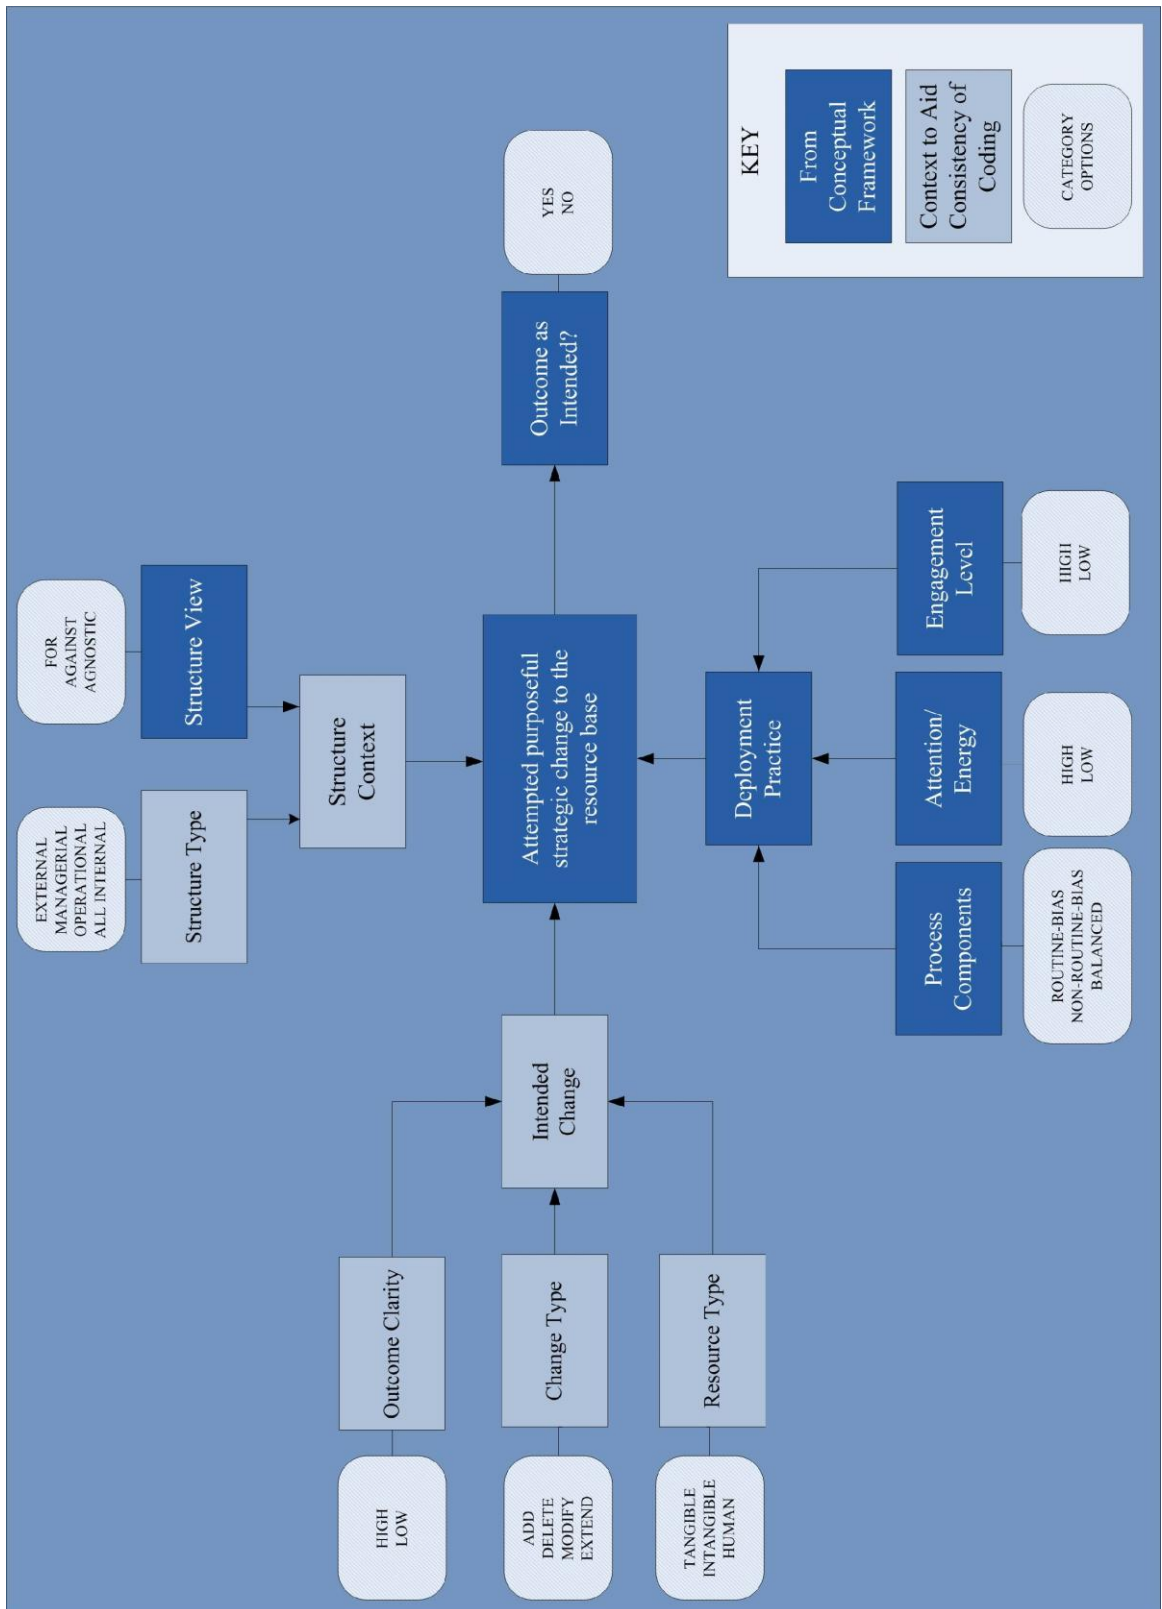 EXTERNAL
MANAGERIAL
OPERATIONAL
ALL INTERNAL
FOR
AGAINST
AGNOSTIC
Structure Type
Structure View
Structure
Context
HIGH
LOW
Outcome Clarity
ADD
DELETE
MODIFY
EXTEND
Change Type
TANGIBLE
INTANGIBLE
HUMAN
Resource Type
Intended
Change
Attempted purposeful
strategic change to the
resource base
Outcome as
Intended?
YES
NO
Deployment
Practice
Process
Components
Attention/
Energy
Engagement
Level
ROUTINE-BIAS
NON-ROUTINE-BIAS
BALANCED
HIGH
LOW
HIGH
LOW
KEY
From
Conceptual
Framework
Context to Aid
Consistency of
Coding
CATEGORY
OPTIONS